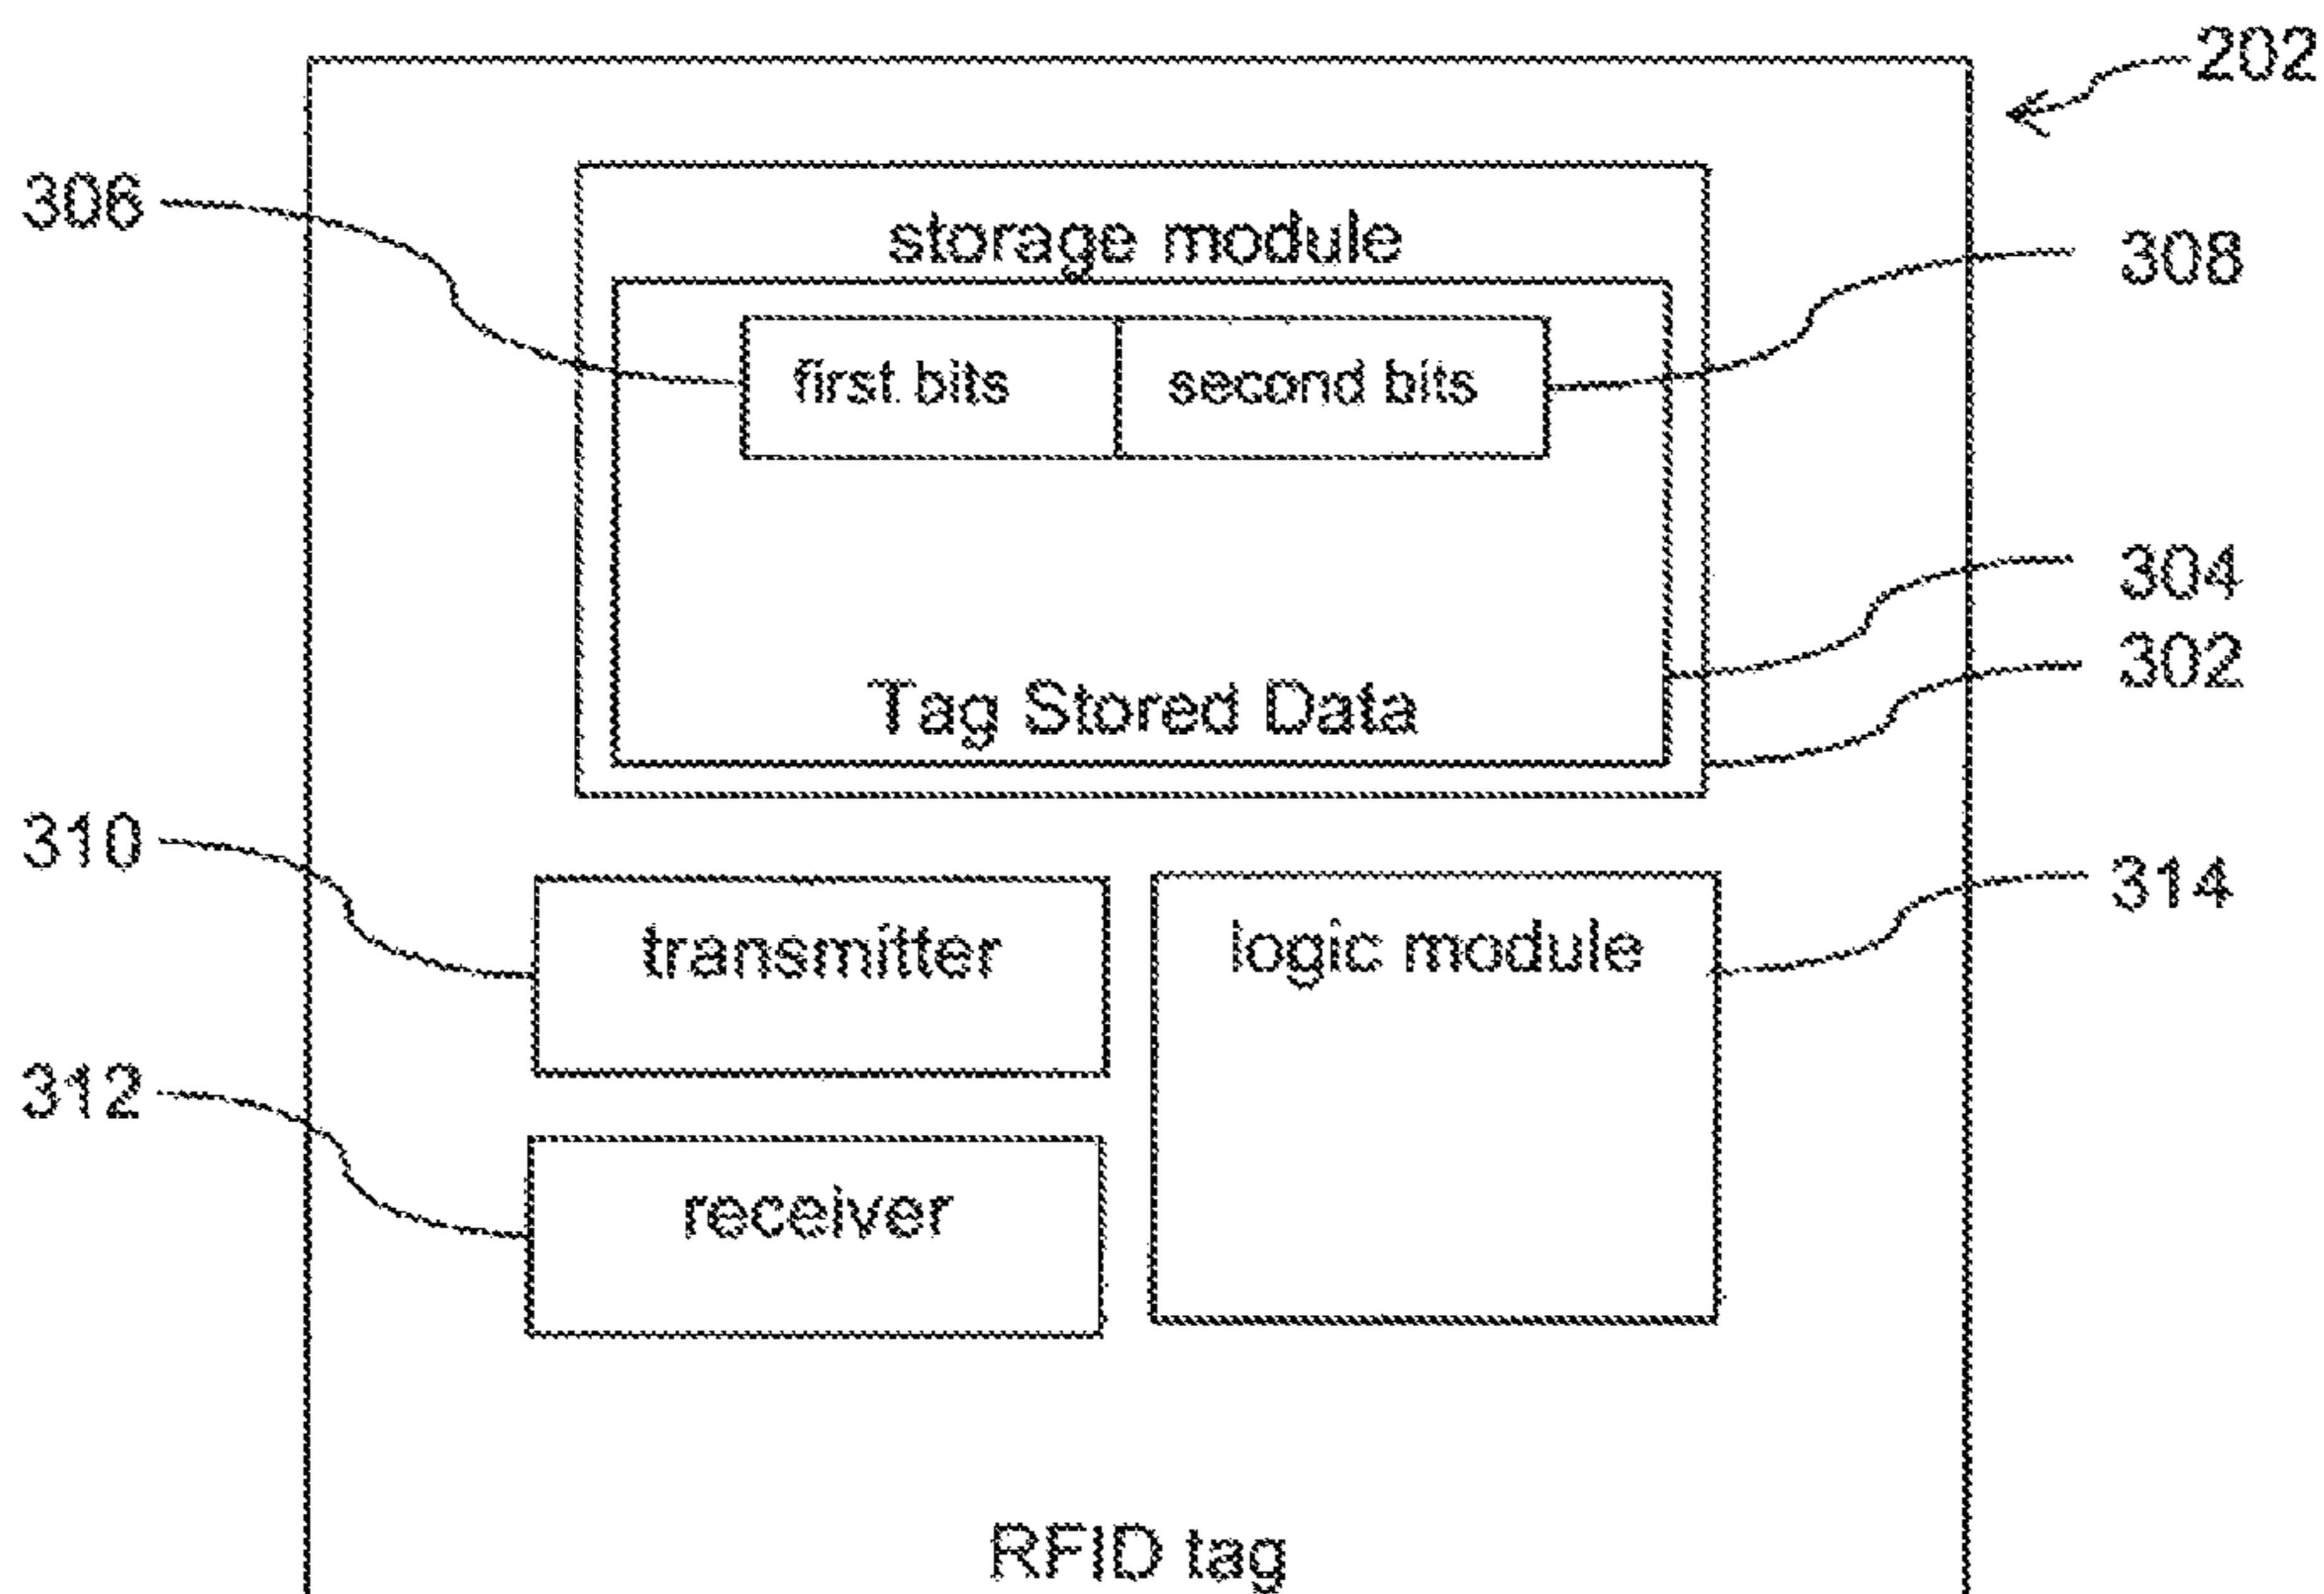 202
306
storage module
308
first bits
second bits
304
302
Tag Stored Data
310
314
transmitter
logic module
312
receiver
RFID tag